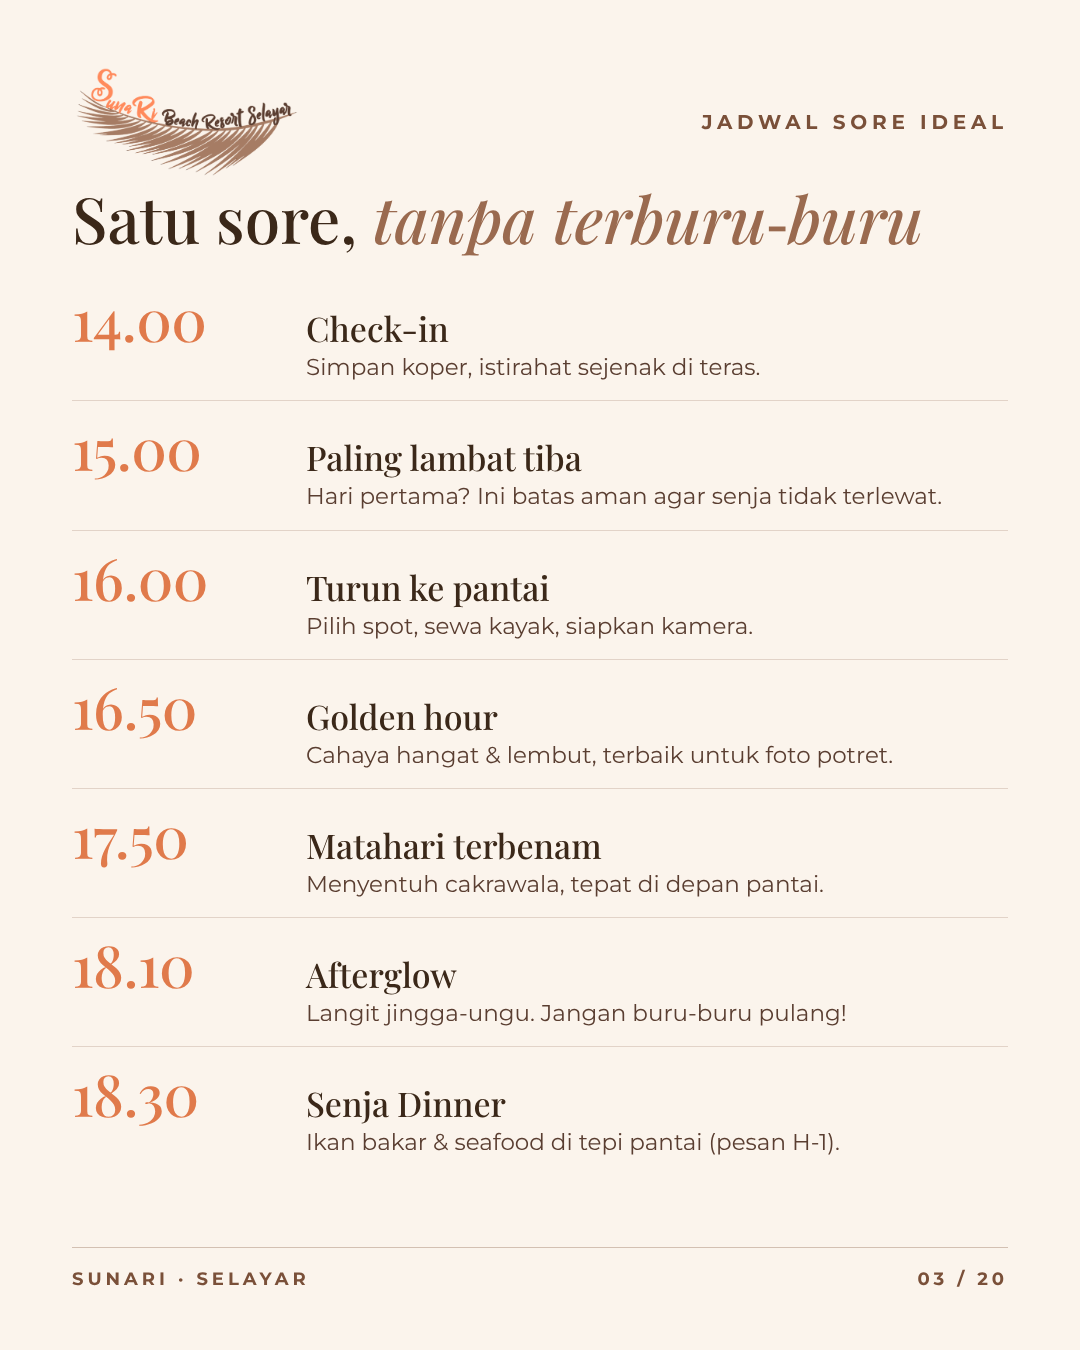 SunaRi Beach Resort Selayar
JADWAL SORE IDEAL
Satu sore, tanpa terburu-buru
14.00
Check-in
Simpan koper, istirahat sejenak di teras.
15.00
Paling lambat tiba
Hari pertama? Ini batas aman agar senja tidak terlewat.
16.00
Turun ke pantai
Pilih spot, sewa kayak, siapkan kamera.
16.50
Golden hour
Cahaya hangat & lembut, terbaik untuk foto potret.
17.50
Matahari terbenam
Menyentuh cakrawala, tepat di depan pantai.
18.10
Afterglow
Langit jingga-ungu. Jangan buru-buru pulang!
18.30
Senja Dinner
Ikan bakar & seafood di tepi pantai (pesan H-1).
SUNARI · SELAYAR
03 / 20